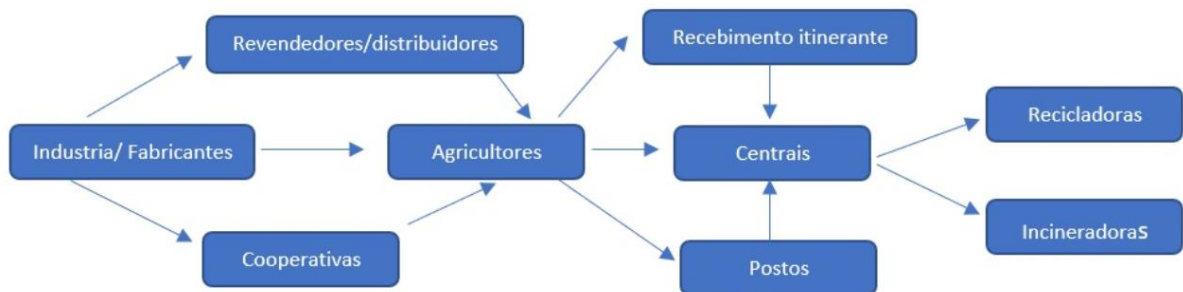 Revendedores/distribuidores
Recebimento itinerante
Industria/ Fabricantes
Agricultores
Centrais
Recicladoras
Incineradoras
Cooperativas
Postos